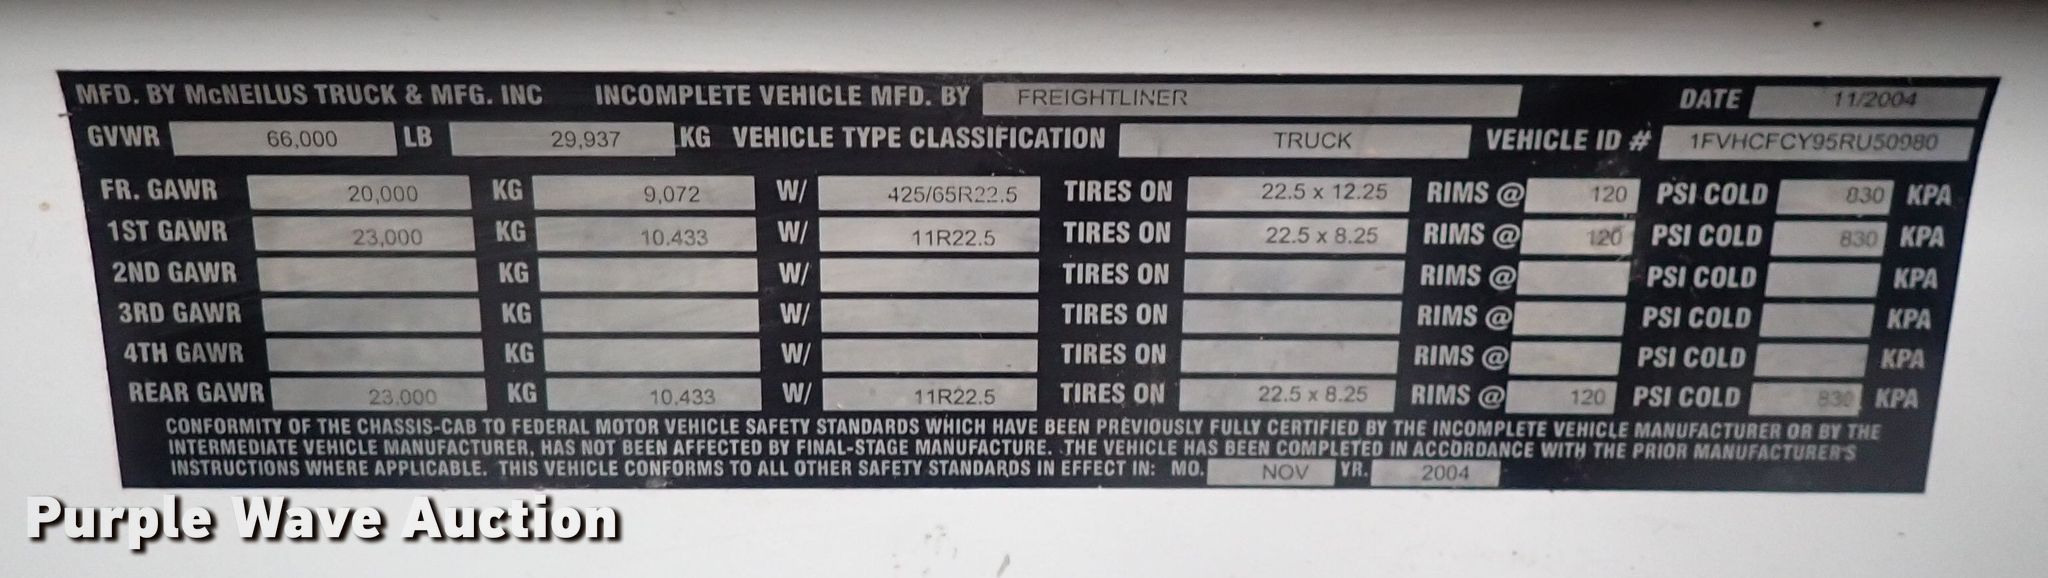 MFD. BY McNEILUS TRUCK & MFG. INC INCOMPLETE VEHICLE MFD. BY FREIGHTLINER DATE 11/2004
GVWR 66,000 LB 29,937 KG VEHICLE TYPE CLASSIFICATION TRUCK VEHICLE ID # 1FVHCFCY95RU50980
FR. GAWR 20,000 KG 9,072 W/ 425/65R22.5 TIRES ON 22.5 x 12.25 RIMS @ 120 PSI COLD 830 KPA
1ST GAWR 23,000 KG 10,433 W/ 11R22.5 TIRES ON 22.5 x 8.25 RIMS @ 120 PSI COLD 830 KPA
2ND GAWR KG W/ TIRES ON RIMS @ PSI COLD KPA
3RD GAWR KG W/ TIRES ON RIMS @ PSI COLD KPA
4TH GAWR KG W/ TIRES ON RIMS @ PSI COLD KPA
REAR GAWR 23,000 KG 10,433 W/ 11R22.5 TIRES ON 22.5 x 8.25 RIMS @ 120 PSI COLD 830 KPA
CONFORMITY OF THE CHASSIS-CAB TO FEDERAL MOTOR VEHICLE SAFETY STANDARDS WHICH HAVE BEEN PREVIOUSLY FULLY CERTIFIED BY THE INCOMPLETE VEHICLE MANUFACTURER OR BY THE
INTERMEDIATE VEHICLE MANUFACTURER, HAS NOT BEEN AFFECTED BY FINAL-STAGE MANUFACTURE. THE VEHICLE HAS BEEN COMPLETED IN ACCORDANCE WITH THE PRIOR MANUFACTURER'S
INSTRUCTIONS WHERE APPLICABLE. THIS VEHICLE CONFORMS TO ALL OTHER SAFETY STANDARDS IN EFFECT IN: MO. NOV YR. 2004
Purple Wave Auction